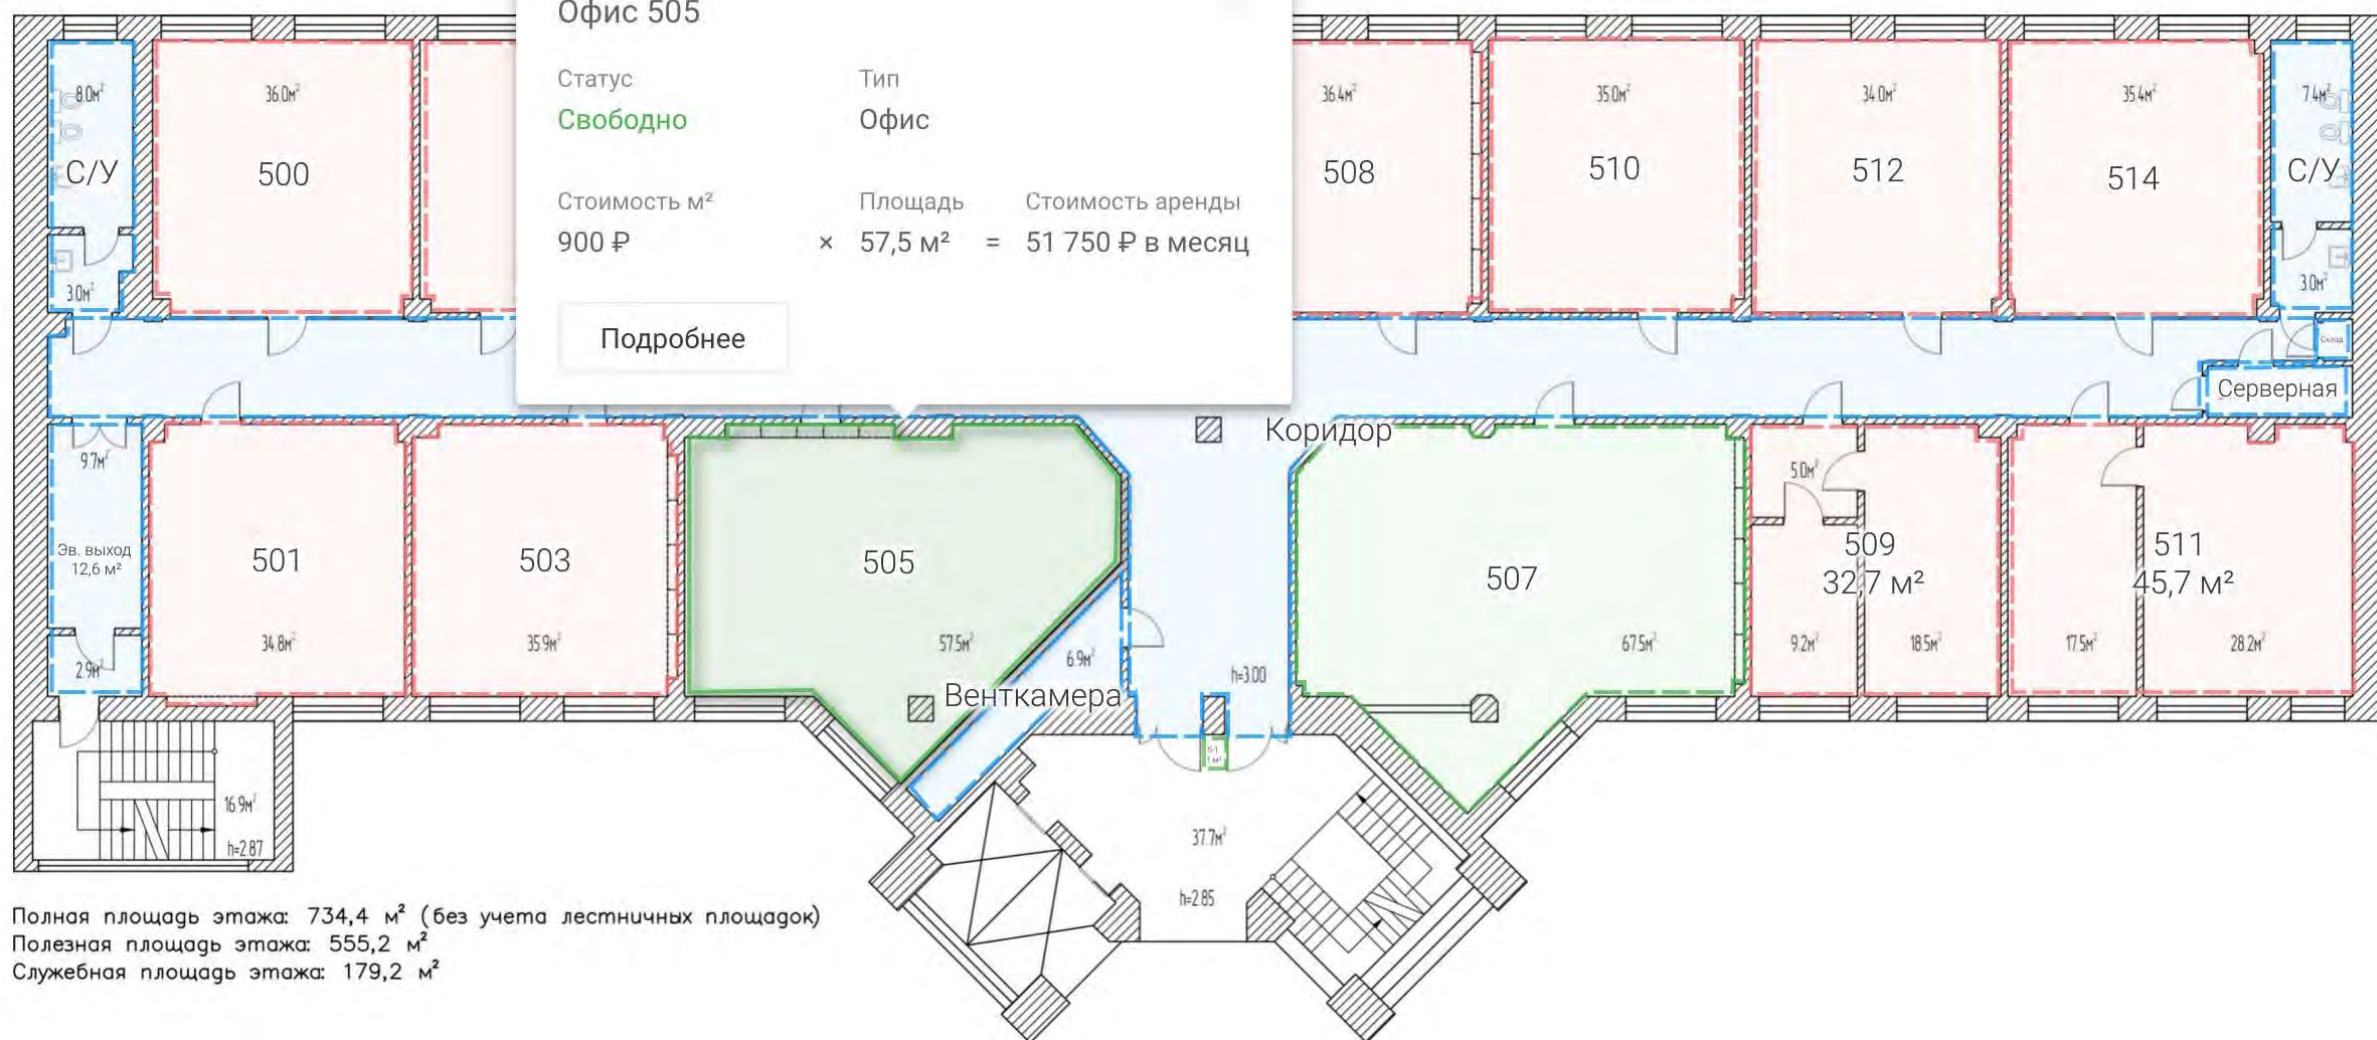 Офис 505
Статус
Тип
Свободно
Офис
Стоимость м²
Площадь
Стоимость аренды
900 ₽ × 57,5 м² = 51 750 ₽ в месяц
Подробнее
8.0м²
С/У
3.0м²
36.0м²
500
36.4м²
508
35.0м²
510
34.0м²
512
35.4м²
514
7.4м²
С/У
3.0м²
Склад
Серверная
Коридор
9.7м²
Эв. выход
12,6 м²
2.9м²
501
34.8м²
503
35.9м²
505
57.5м²
6.9м²
Венткамера
h=3.00
507
67.5м²
5.0м²
509
32,7 м²
9.2м²
18.5м²
511
45,7 м²
17.5м²
28.2м²
16.9м²
h=2.87
37.7м²
h=2.85
Полная площадь этажа: 734,4 м² (без учета лестничных площадок)
Полезная площадь этажа: 555,2 м²
Служебная площадь этажа: 179,2 м²